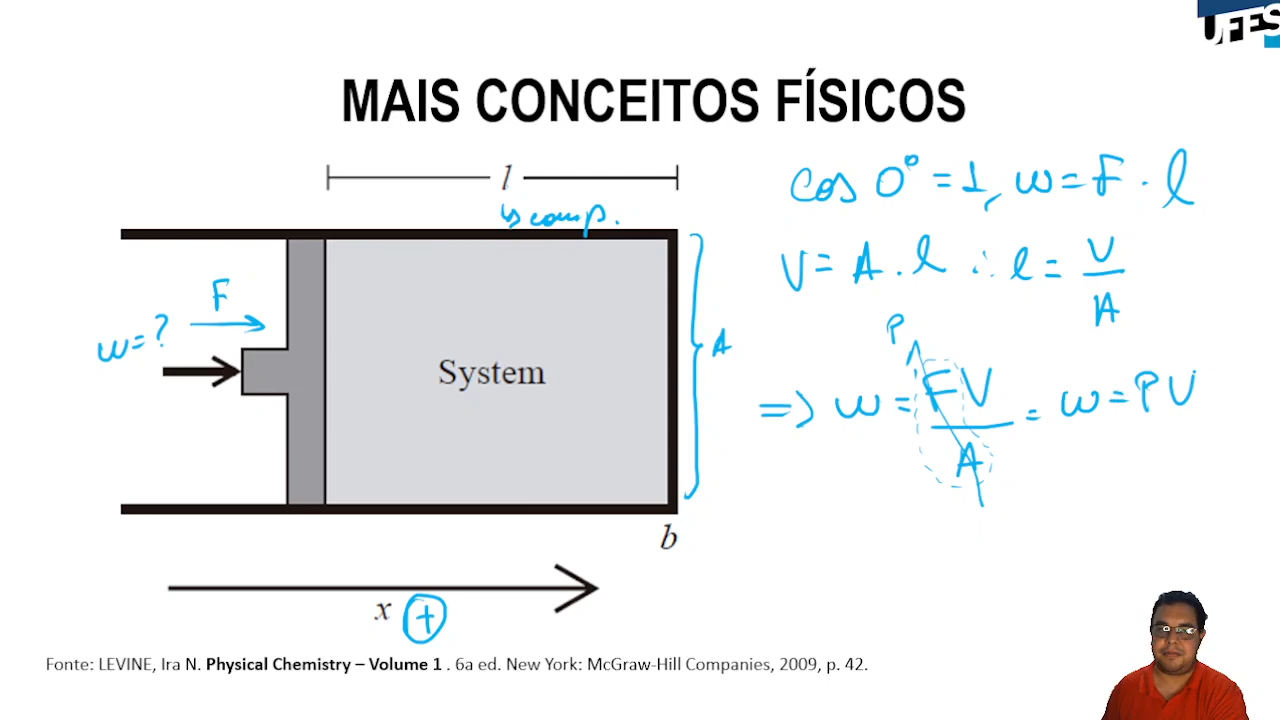 UFES
MAIS CONCEITOS FÍSICOS
l
↳ comp.
cos 0° = 1, w = F · l
V = A · l ∴ l = V/A
F
w = ?
System
A
P
=> w = FV/A = w = PV
b
x +
Fonte: LEVINE, Ira N. Physical Chemistry – Volume 1 . 6a ed. New York: McGraw-Hill Companies, 2009, p. 42.